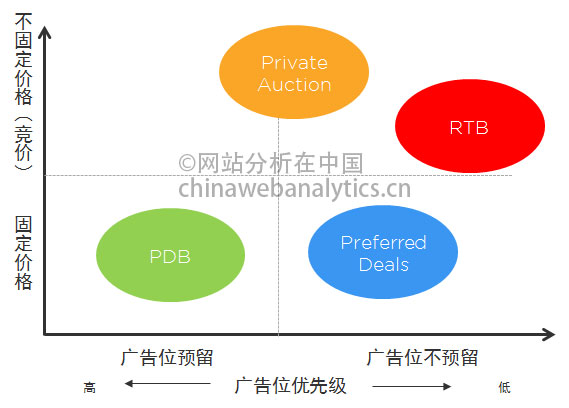 不固定价格（竞价）
固定价格
Private
Auction
RTB
©网站分析在中国
chinawebanalytics.cn
PDB
Preferred
Deals
广告位预留
广告位不预留
高
广告位优先级
低